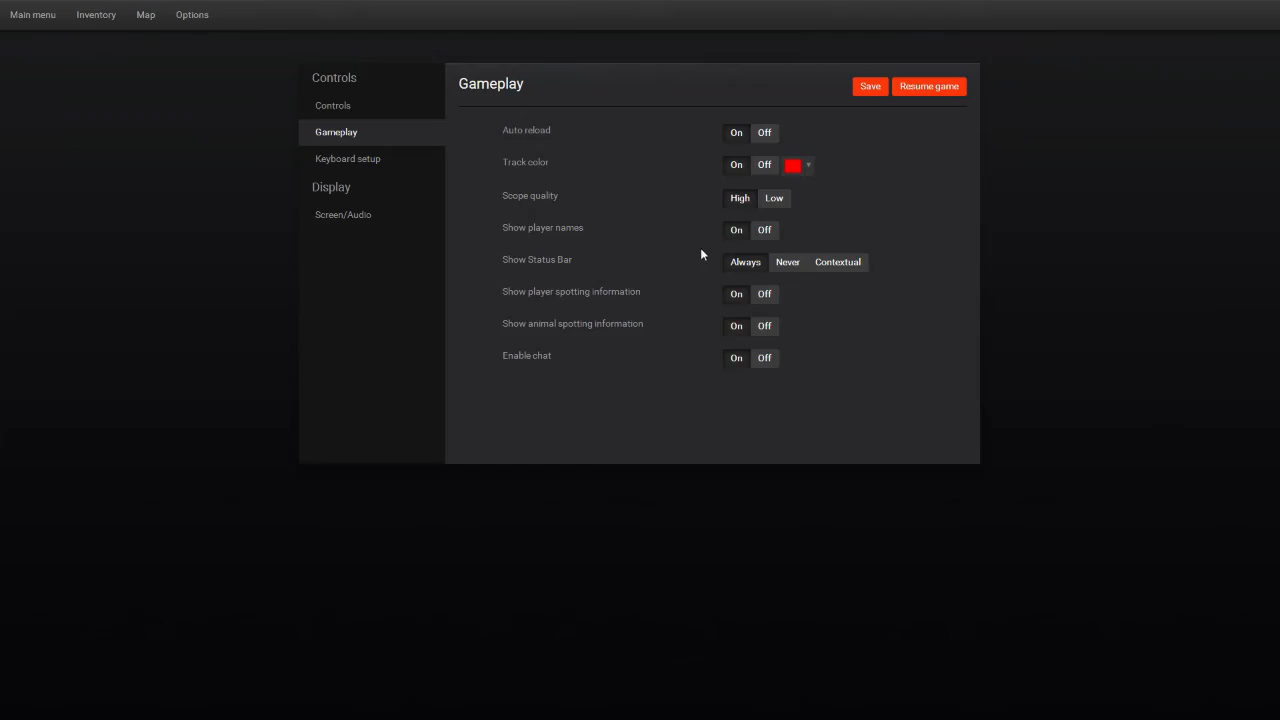 Main menu Inventory Map Options
Controls
Controls
Gameplay
Keyboard setup
Display
Screen/Audio
Gameplay
Save Resume game
Auto reload On Off
Track color On Off
Scope quality High Low
Show player names On Off
Show Status Bar Always Never Contextual
Show player spotting information On Off
Show animal spotting information On Off
Enable chat On Off